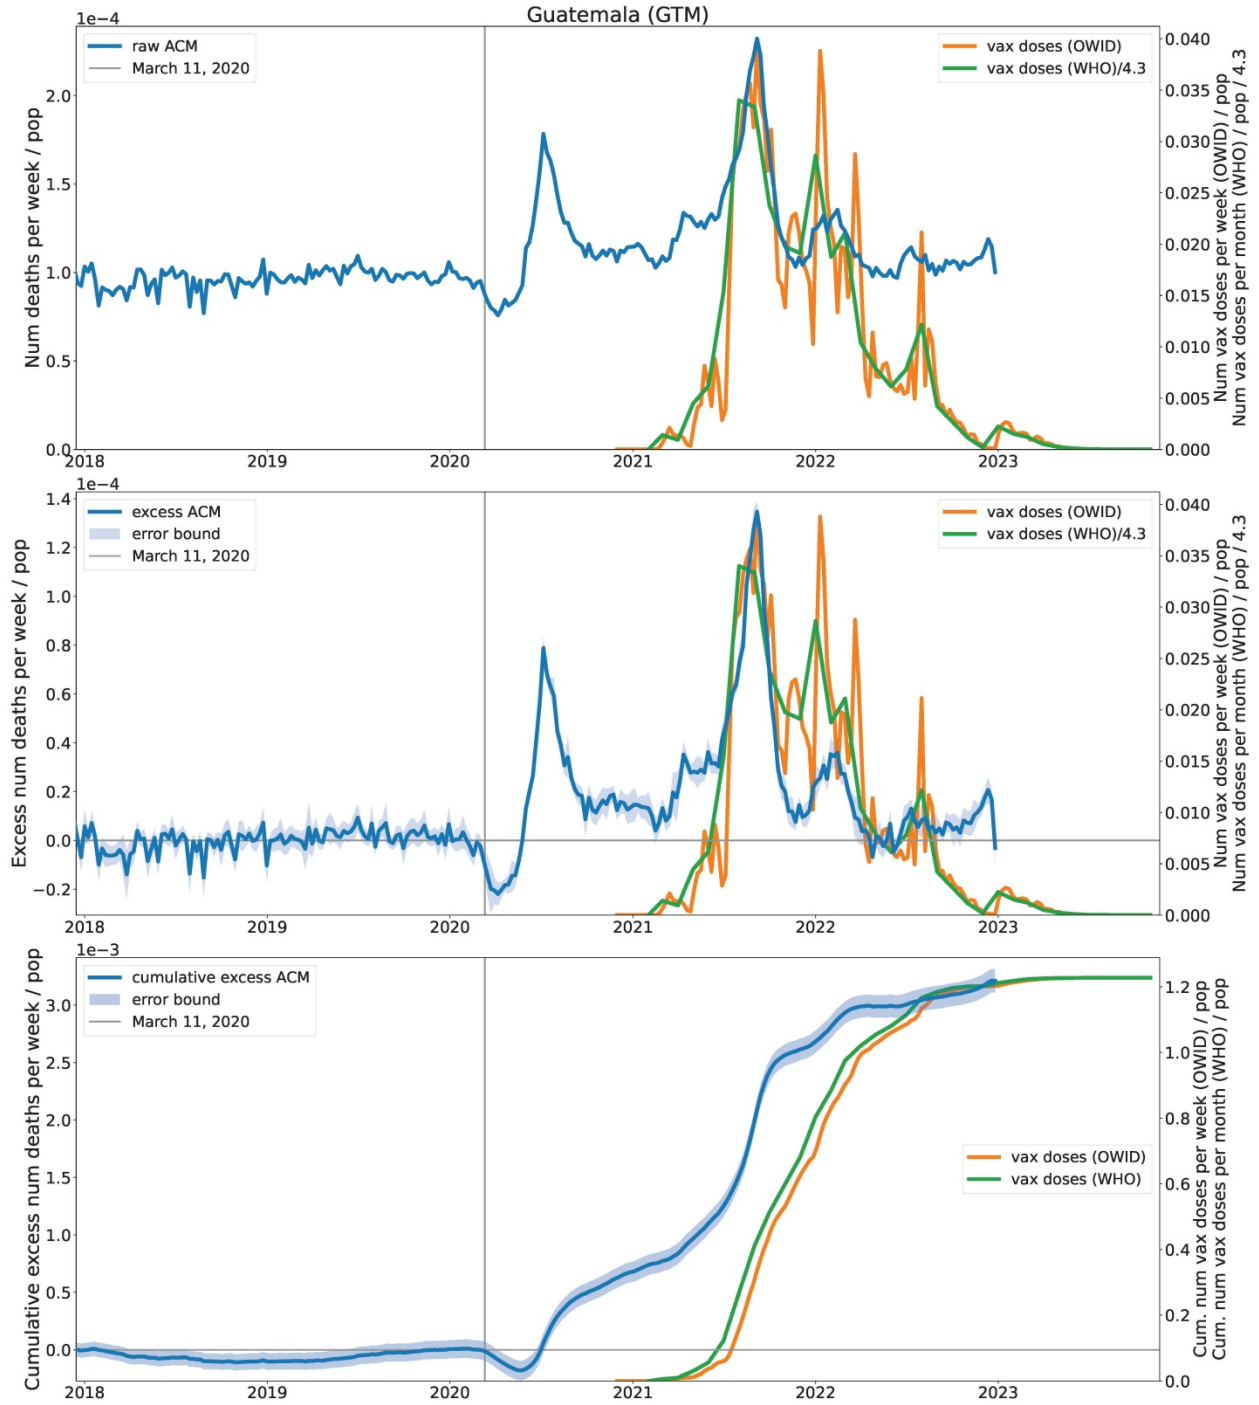 Guatemala (GTM)
1e−4
raw ACM
March 11, 2020
vax doses (OWID)
vax doses (WHO)/4.3
Num deaths per week / pop
2.0
1.5
1.0
0.5
0.0
0.040
0.035
0.030
0.025
0.020
0.015
0.010
0.005
0.000
Num vax doses per week (OWID) / pop
Num vax doses per month (WHO) / pop / 4.3
2018 2019 2020 2021 2022 2023
1e−4
excess ACM
error bound
March 11, 2020
vax doses (OWID)
vax doses (WHO)/4.3
Excess num deaths per week / pop
1.4
1.2
1.0
0.8
0.6
0.4
0.2
0.0
−0.2
0.040
0.035
0.030
0.025
0.020
0.015
0.010
0.005
0.000
Num vax doses per week (OWID) / pop
Num vax doses per month (WHO) / pop / 4.3
2018 2019 2020 2021 2022 2023
1e−3
cumulative excess ACM
error bound
March 11, 2020
vax doses (OWID)
vax doses (WHO)
Cumulative excess num deaths per week / pop
3.0
2.5
2.0
1.5
1.0
0.5
0.0
1.2
1.0
0.8
0.6
0.4
0.2
0.0
Cum. num vax doses per week (OWID) / pop
Cum. num vax doses per month (WHO) / pop
2018 2019 2020 2021 2022 2023